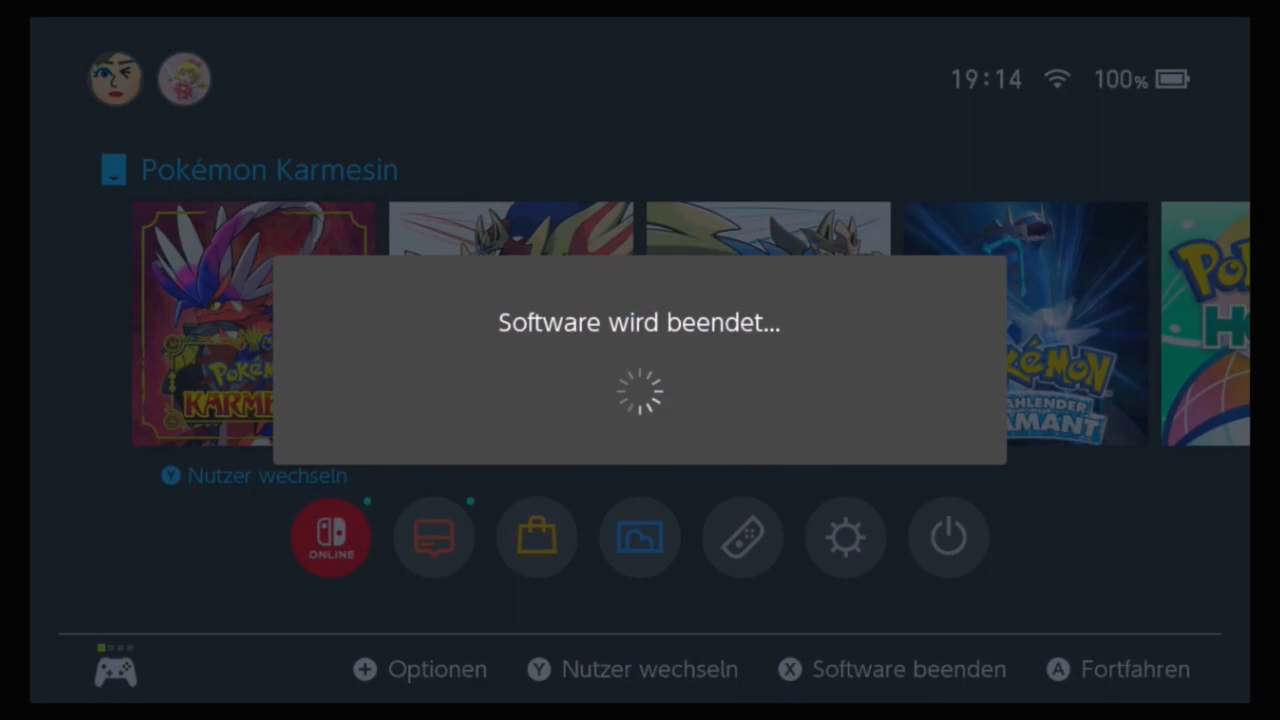 19:14 100%
Pokémon Karmesin
Software wird beendet...
Y Nutzer wechseln
ONLINE
+ Optionen Y Nutzer wechseln X Software beenden A Fortfahren